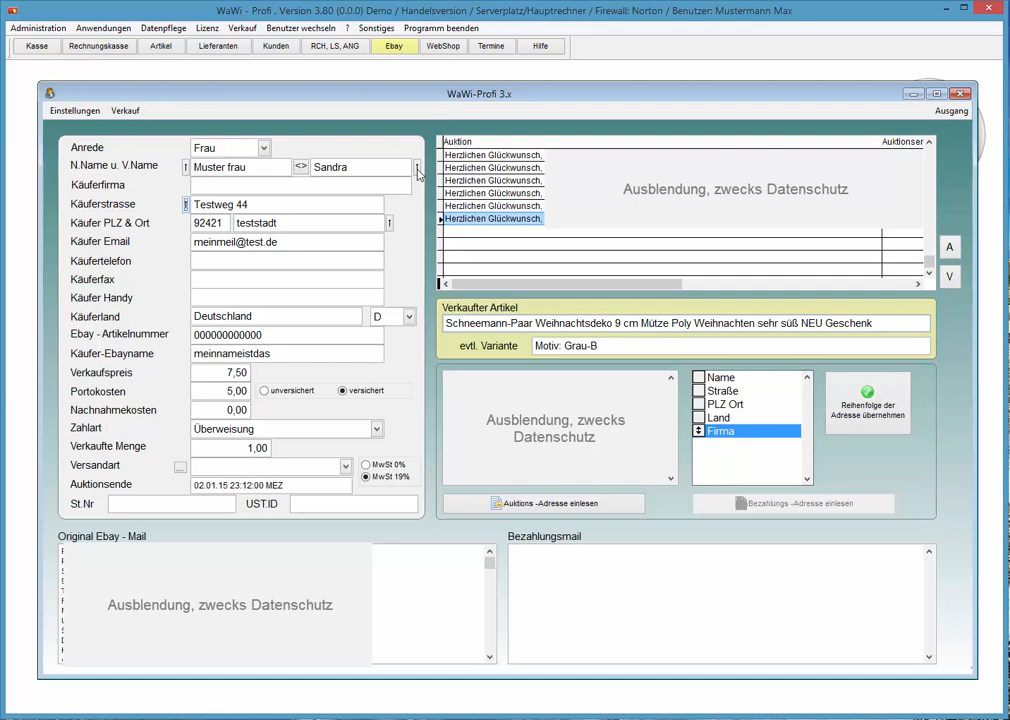 WaWi - Profi . Version 3.80 (0.0.0) Demo / Handelsversion / Serverplatz/Hauptrechner / Firewall: Norton / Benutzer: Mustermann Max
Administration Anwendungen Datenpflege Lizenz Verkauf Benutzer wechseln ? Sonstiges Programm beenden
Kasse Rechnungskasse Artikel Lieferanten Kunden RCH, LS, ANG Ebay WebShop Termine Hilfe
WaWi-Profi 3.x
Einstellungen Verkauf Ausgang
Anrede Frau
N.Name u. V.Name Muster frau <> Sandra
Käuferfirma
Käuferstrasse Testweg 44
Käufer PLZ & Ort 92421 teststadt
Käufer Email meinmeil@test.de
Käufertelefon
Käuferfax
Käufer Handy
Käuferland Deutschland D
Ebay - Artikelnummer 000000000000
Käufer-Ebayname meinnameistdas
Verkaufspreis 7,50
Portokosten 5,00 unversichert versichert
Nachnahmekosten 0,00
Zahlart Überweisung
Verkaufte Menge 1,00
Versandart ... MwSt 0%
MwSt 19%
Auktionsende 02.01.15 23:12:00 MEZ
St.Nr UST.ID
Auktion Auktionser
Herzlichen Glückwunsch,
Herzlichen Glückwunsch,
Herzlichen Glückwunsch,
Herzlichen Glückwunsch,
Herzlichen Glückwunsch,
Herzlichen Glückwunsch,
Ausblendung, zwecks Datenschutz
A
V
Verkaufter Artikel
Schneemann-Paar Weihnachtsdeko 9 cm Mütze Poly Weihnachten sehr süß NEU Geschenk
evtl. Variante Motiv: Grau-B
Ausblendung, zwecks
Datenschutz
Name
Straße
PLZ Ort
Land
Firma
Reihenfolge der
Adresse übernehmen
Auktions -Adresse einlesen
Bezahlungs -Adresse einlesen
Original Ebay - Mail
Ausblendung, zwecks Datenschutz
Bezahlungsmail